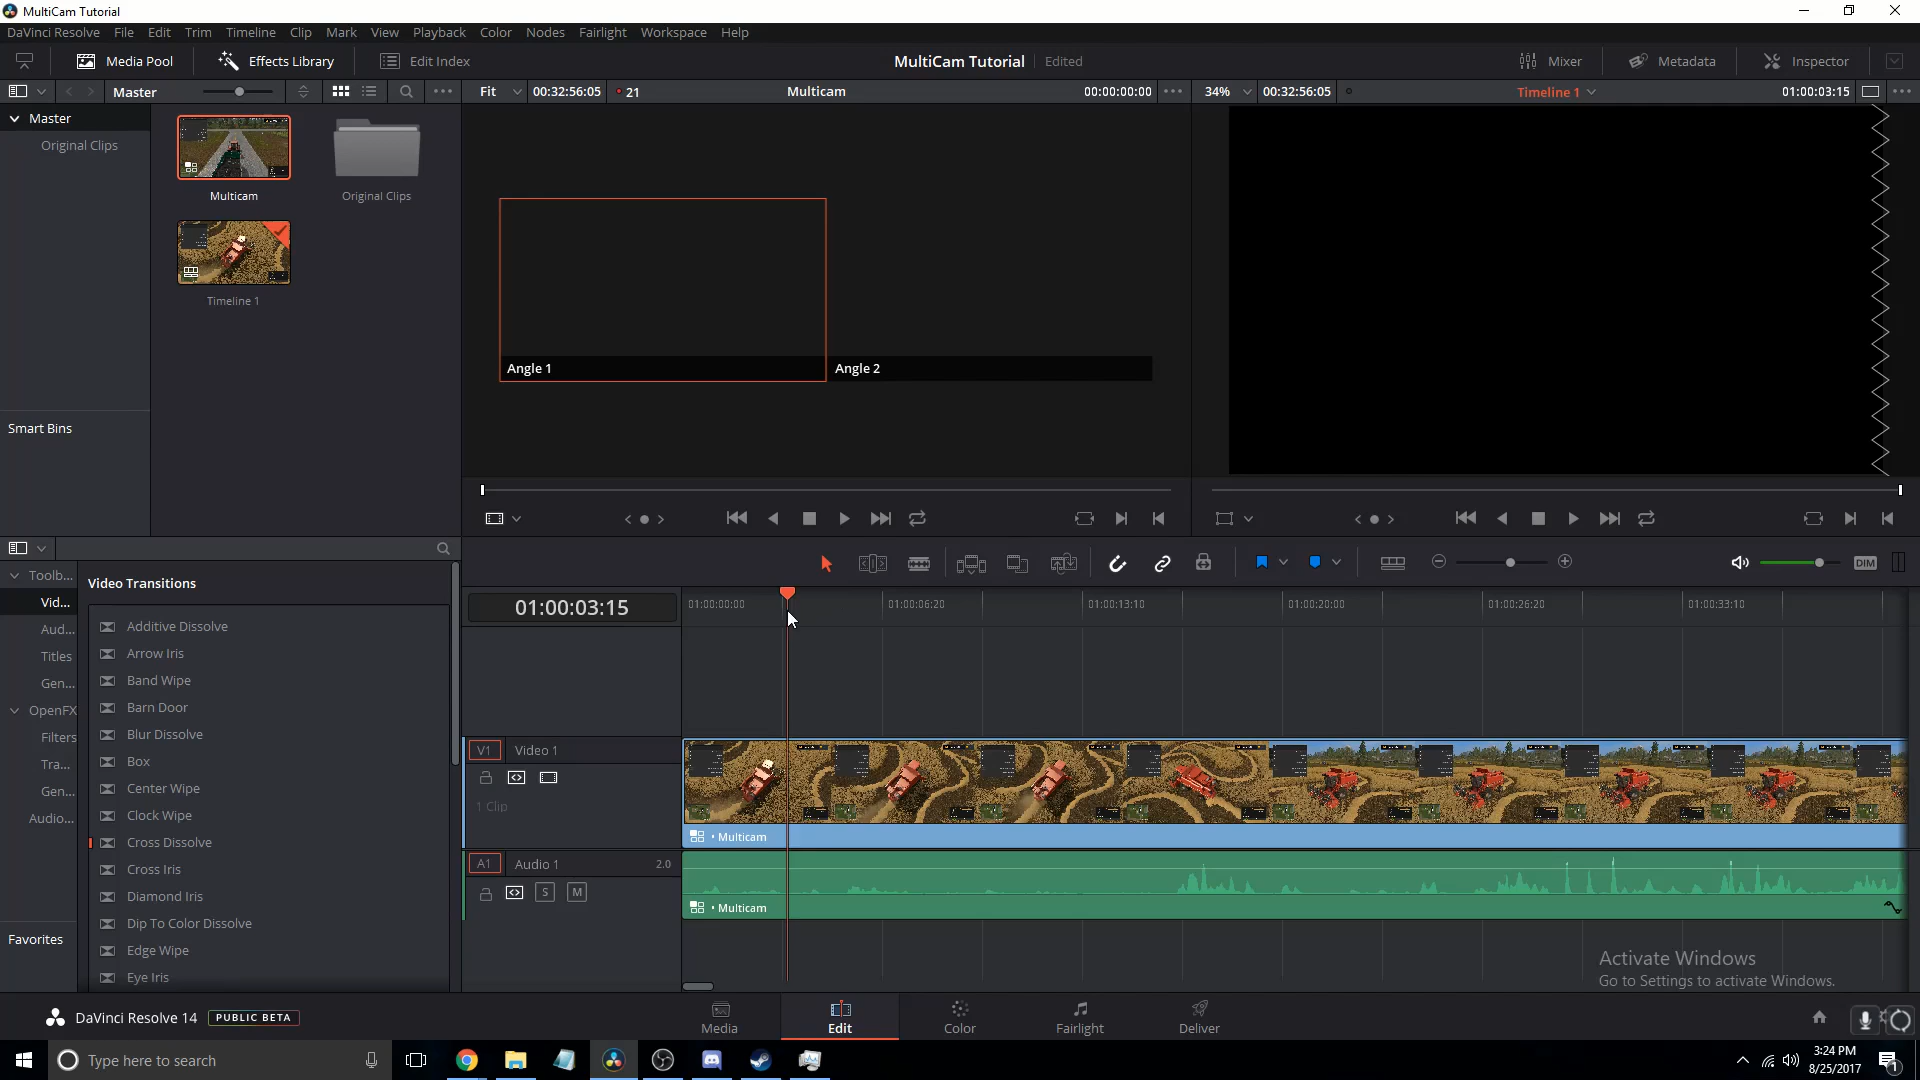 MultiCam Tutorial
DaVinci Resolve File Edit Trim Timeline Clip Mark View Playback Color Nodes Fairlight Workspace Help
Media Pool Effects Library Edit Index MultiCam Tutorial Edited Mixer Metadata Inspector
Master Fit 00:32:56:05 21 Multicam 00:00:00:00 34% 00:32:56:05 Timeline 1 01:00:03:15
Master
Original Clips
Multicam
Original Clips
Timeline 1
Smart Bins
Angle 1
Angle 2
Toolb...
Vid...
Aud...
Titles
Gen...
OpenFX
Filters
Tra...
Gen...
Audio...
Favorites
Video Transitions
Additive Dissolve
Arrow Iris
Band Wipe
Barn Door
Blur Dissolve
Box
Center Wipe
Clock Wipe
Cross Dissolve
Cross Iris
Diamond Iris
Dip To Color Dissolve
Edge Wipe
Eye Iris
DIM
01:00:03:15
01:00:00:00 01:00:06:20 01:00:13:10 01:00:20:00 01:00:26:20 01:00:33:10
V1 Video 1
1 Clip
• Multicam
A1 Audio 1 2.0
S M
• Multicam
Activate Windows
Go to Settings to activate Windows.
DaVinci Resolve 14 PUBLIC BETA
Media
Edit
Color
Fairlight
Deliver
Type here to search
3:24 PM
8/25/2017
1